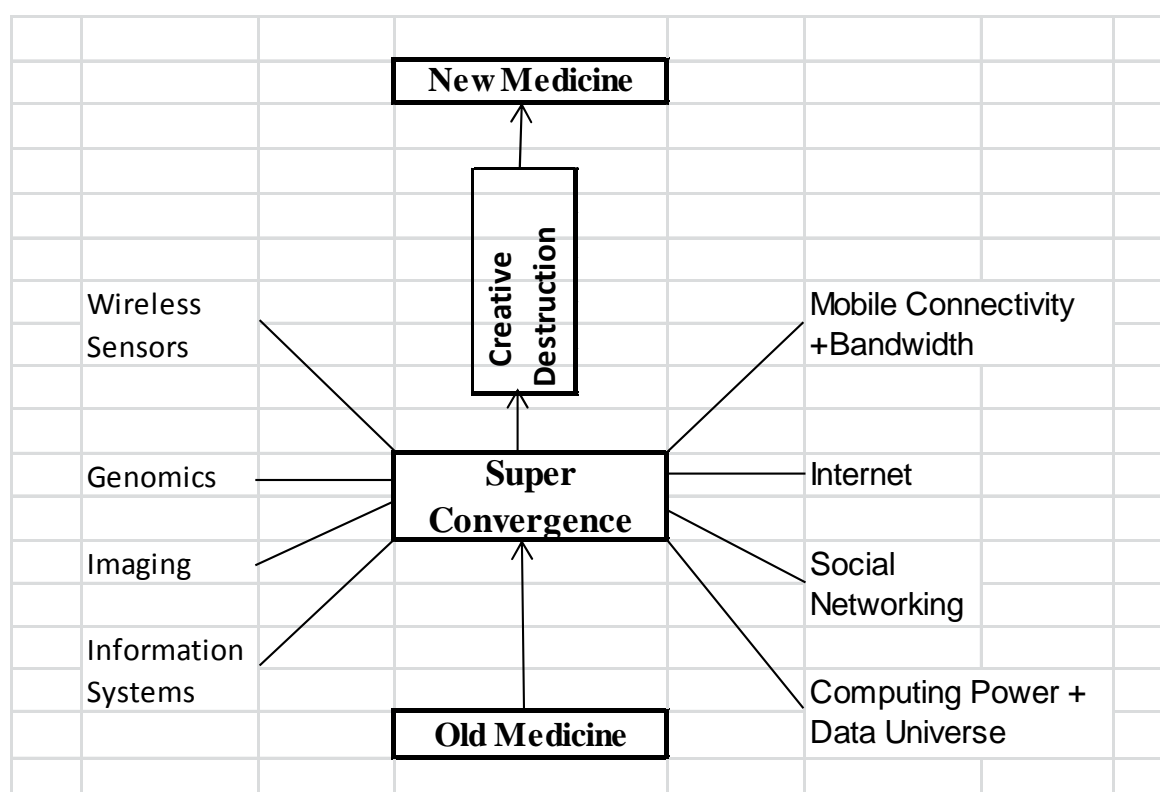 New Medicine
Creative
Destruction
Wireless
Sensors
Mobile Connectivity
+Bandwidth
Genomics
Super
Convergence
Internet
Imaging
Social
Networking
Information
Systems
Computing Power +
Data Universe
Old Medicine